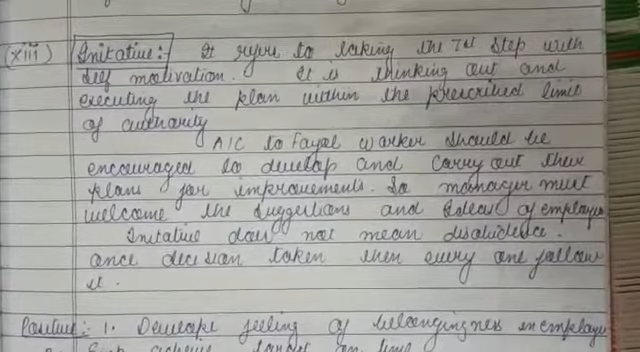 (xiii) Initative:- It refers to taking the 1st step with
self motivation. It is thinking out and
executing the plan within the prescribed limit
of authority
A/C to Fayol worker should be
encouraged to develop and carry out their
plans for improvements. So manager must
welcome the suggestions and Ideas of employee
Initative does not mean disobidence.
once decision taken then every one follow
it.
Positive:- 1. Develope feeling of belongingness in employee